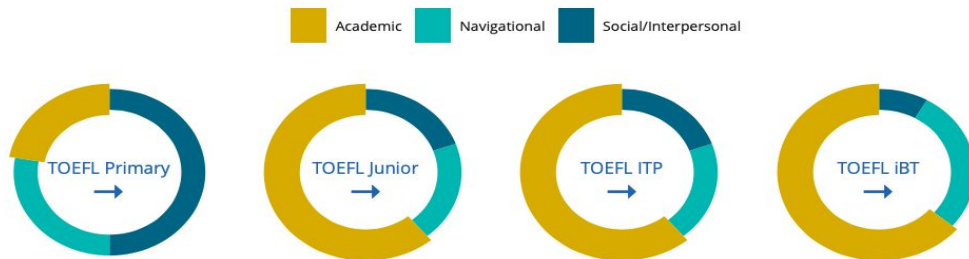 Academic Navigational Social/Interpersonal
TOEFL Primary TOEFL Junior TOEFL ITP TOEFL iBT